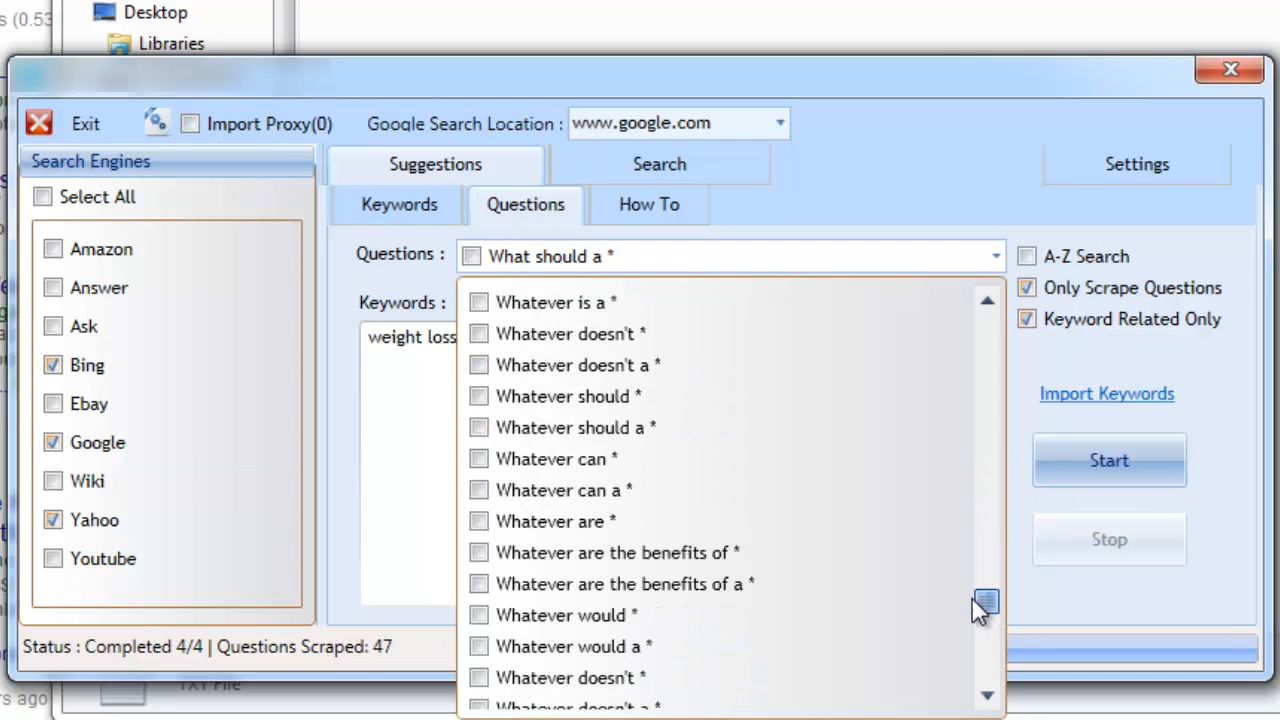 s (0.53
Desktop
Libraries
Exit
Import Proxy(0)
Google Search Location :
www.google.com
Search Engines
Suggestions
Search
Settings
Select All
Keywords
Questions
How To
Amazon
Answer
Ask
Bing
Ebay
Google
Wiki
Yahoo
Youtube
Questions :
What should a *
A-Z Search
Only Scrape Questions
Keyword Related Only
Keywords :
weight loss
Whatever is a *
Whatever doesn't *
Whatever doesn't a *
Whatever should *
Whatever should a *
Whatever can *
Whatever can a *
Whatever are *
Whatever are the benefits of *
Whatever are the benefits of a *
Whatever would *
Whatever would a *
Whatever doesn't *
Whatever doesn't a *
Import Keywords
Start
Stop
Status : Completed 4/4 | Questions Scraped: 47
TXT File
rs ago